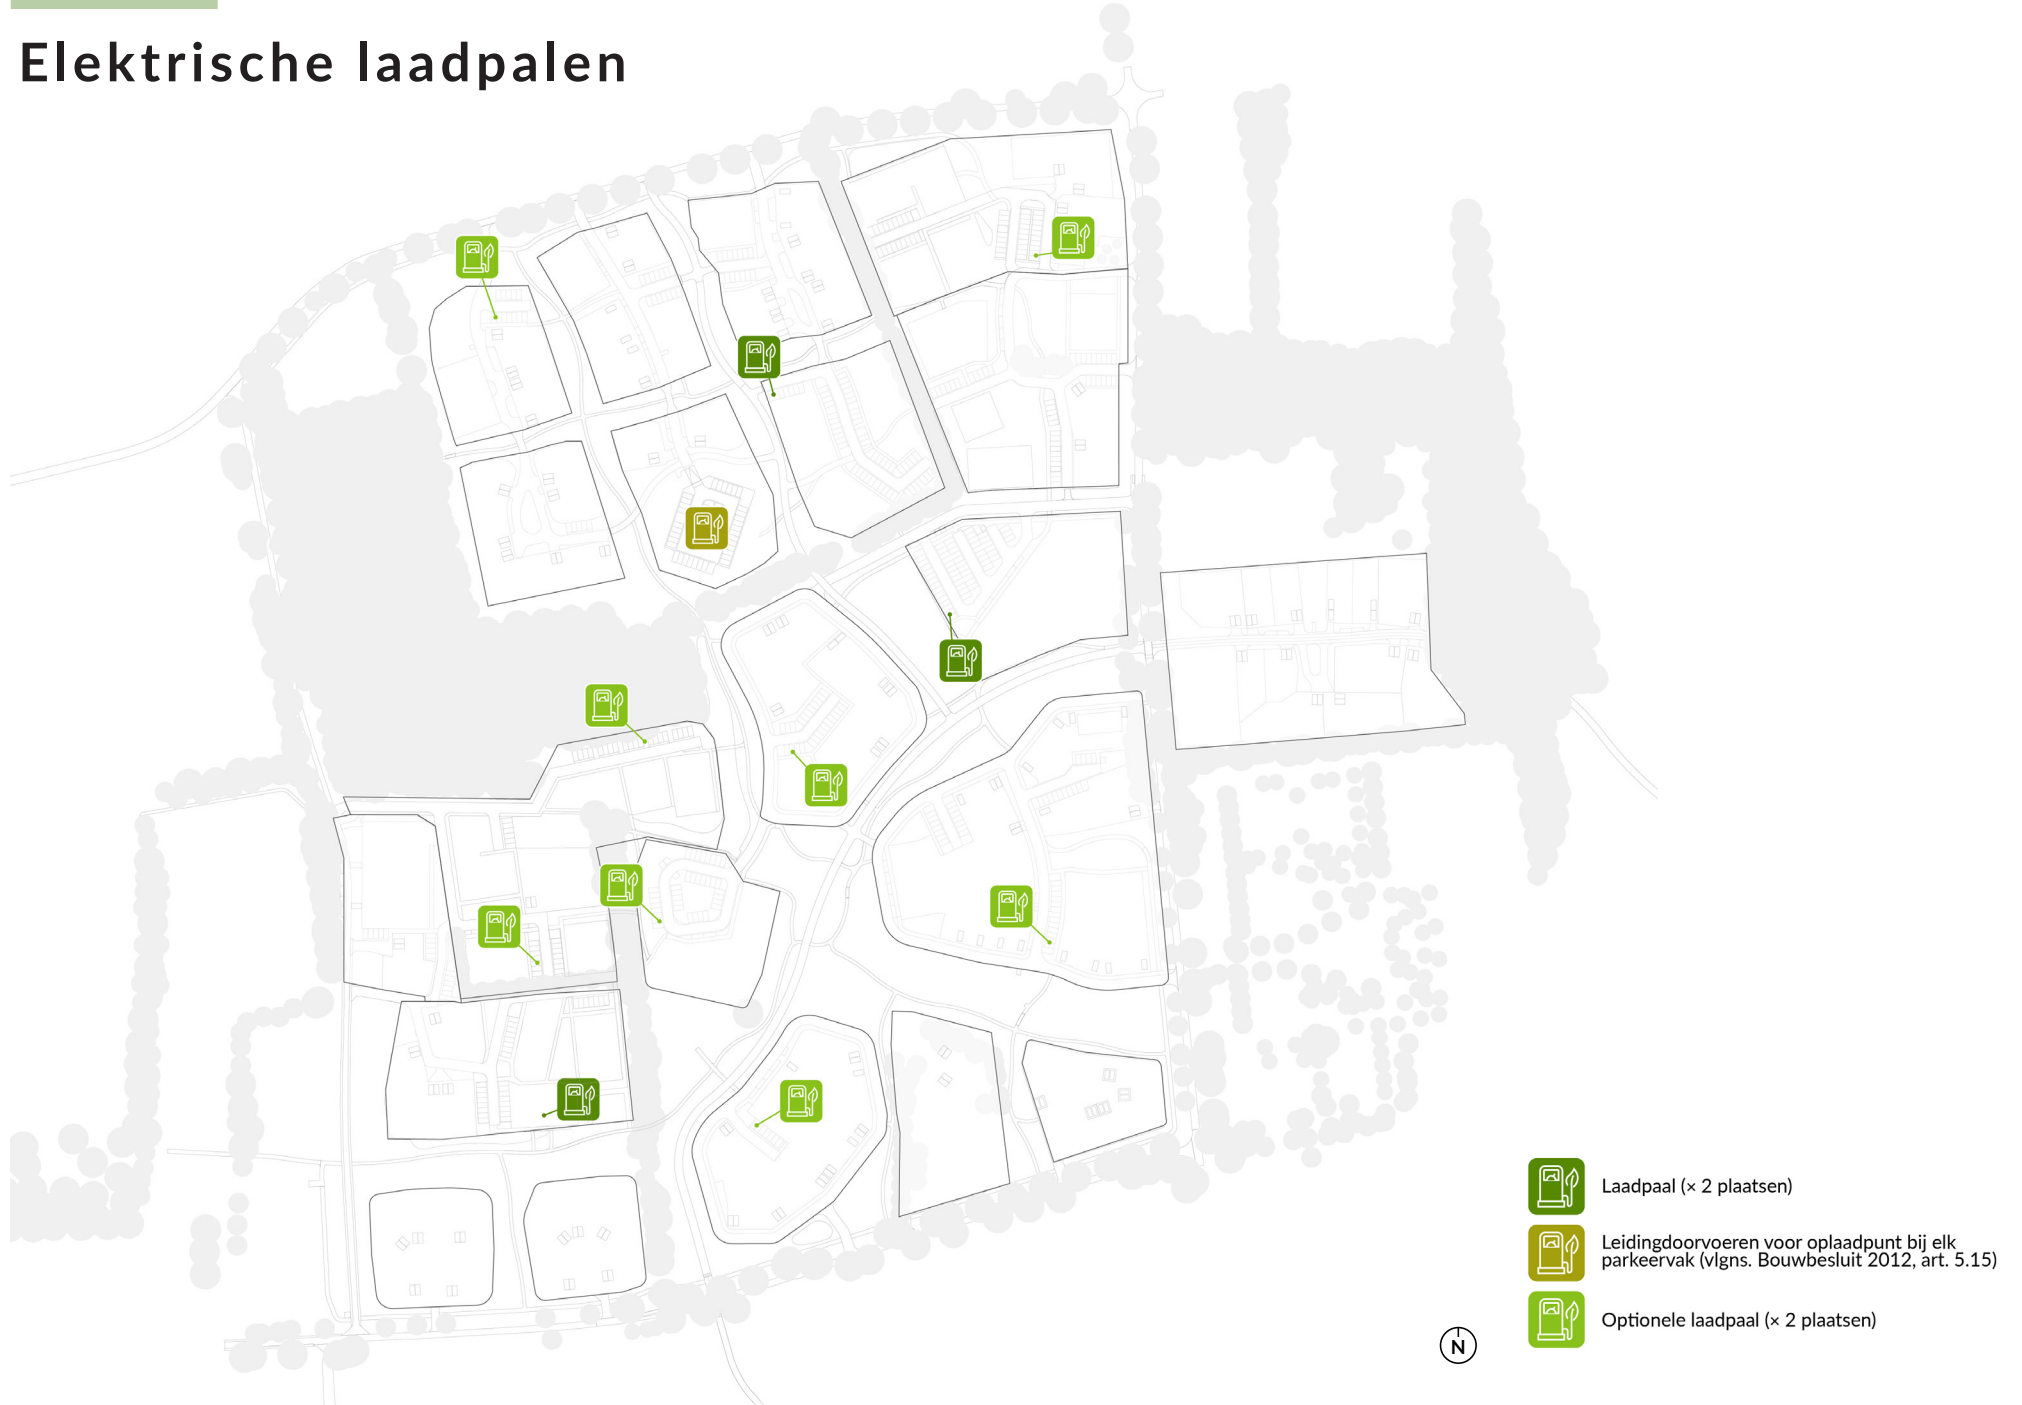 Elektrische laadpalen
Laadpaal (× 2 plaatsen)
Leidingdoorvoeren voor oplaadpunt bij elk
parkeervak (vlgns. Bouwbesluit 2012, art. 5.15)
Optionele laadpaal (× 2 plaatsen)
N